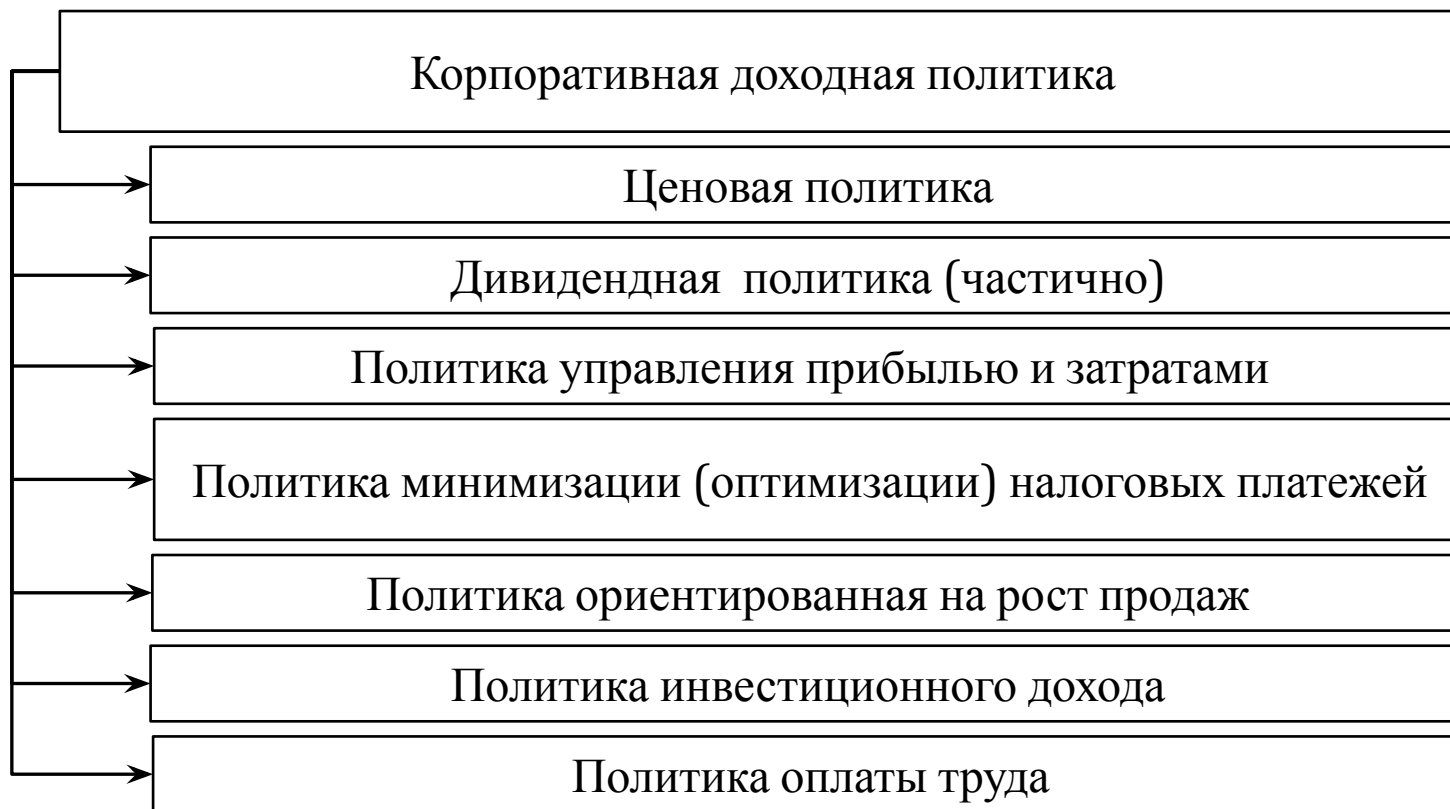 Корпоративная доходная политика
Ценовая политика
Дивидендная  политика (частично)
Политика управления прибылью и затратами
Политика минимизации (оптимизации) налоговых платежей
Политика ориентированная на рост продаж
Политика инвестиционного дохода
Политика оплаты труда